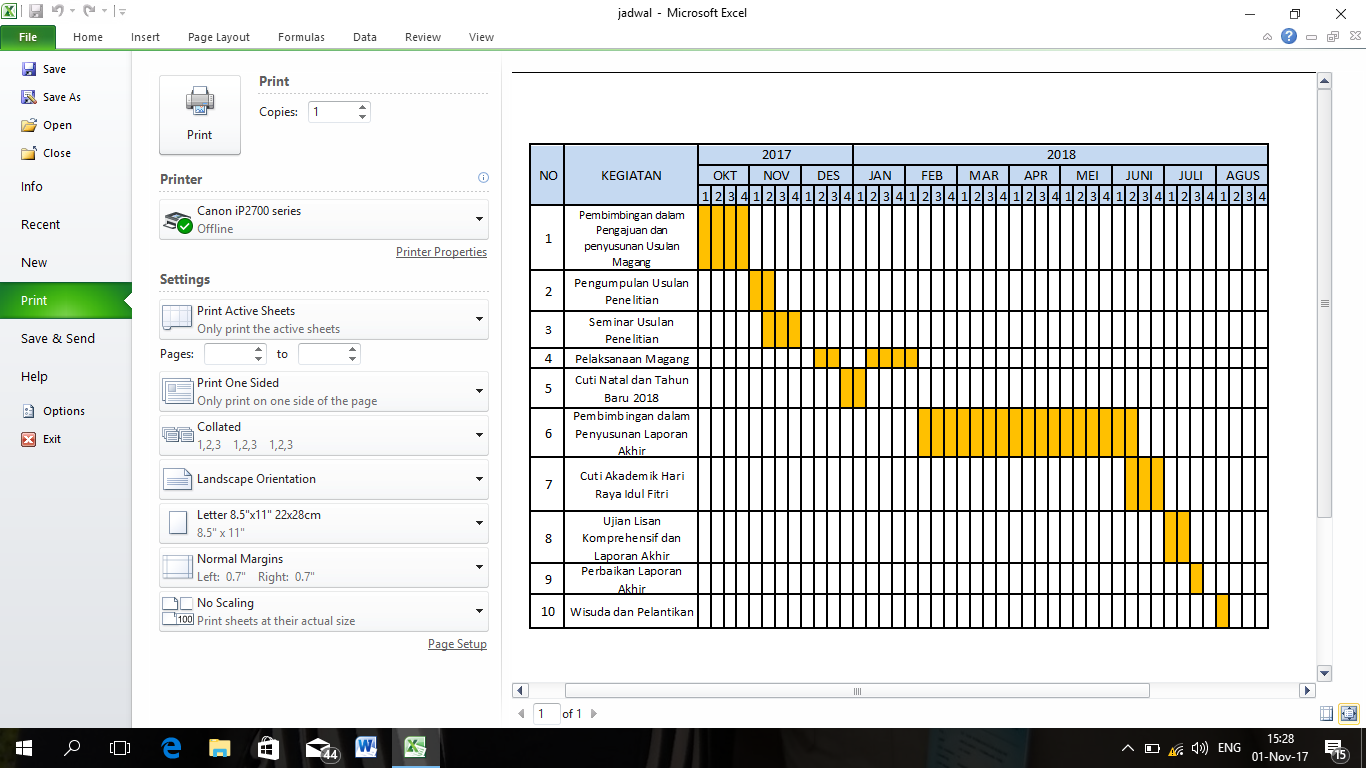 jadwal - Microsoft Excel
File Home Insert Page Layout Formulas Data Review View
Save
Save As
Open
Close
Info
Recent
New
Print
Save & Send
Help
Options
Exit
Print
Print
Copies: 1
Printer
Canon iP2700 series
Offline
Printer Properties
Settings
Print Active Sheets
Only print the active sheets
Pages: to
Print One Sided
Only print on one side of the page
Collated
1,2,3 1,2,3 1,2,3
Landscape Orientation
Letter 8.5"x11" 22x28cm
8.5" x 11"
Normal Margins
Left: 0.7" Right: 0.7"
No Scaling
100 Print sheets at their actual size
Page Setup
NO KEGIATAN 2017 2018
OKT NOV DES JAN FEB MAR APR MEI JUNI JULI AGUS
1 2 3 4 1 2 3 4 1 2 3 4 1 2 3 4 1 2 3 4 1 2 3 4 1 2 3 4 1 2 3 4 1 2 3 4 1 2 3 4 1 2 3 4
1 Pembimbingan dalam
Pengajuan dan
penyusunan Usulan
Magang
2 Pengumpulan Usulan
Penelitian
3 Seminar Usulan
Penelitian
4 Pelaksanaan Magang
5 Cuti Natal dan Tahun
Baru 2018
6 Pembimbingan dalam
Penyusunan Laporan
Akhir
7 Cuti Akademik Hari
Raya Idul Fitri
8 Ujian Lisan
Komprehensif dan
Laporan Akhir
9 Perbaikan Laporan
Akhir
10 Wisuda dan Pelantikan
1 of 1
44
ENG
15:28
01-Nov-17
15